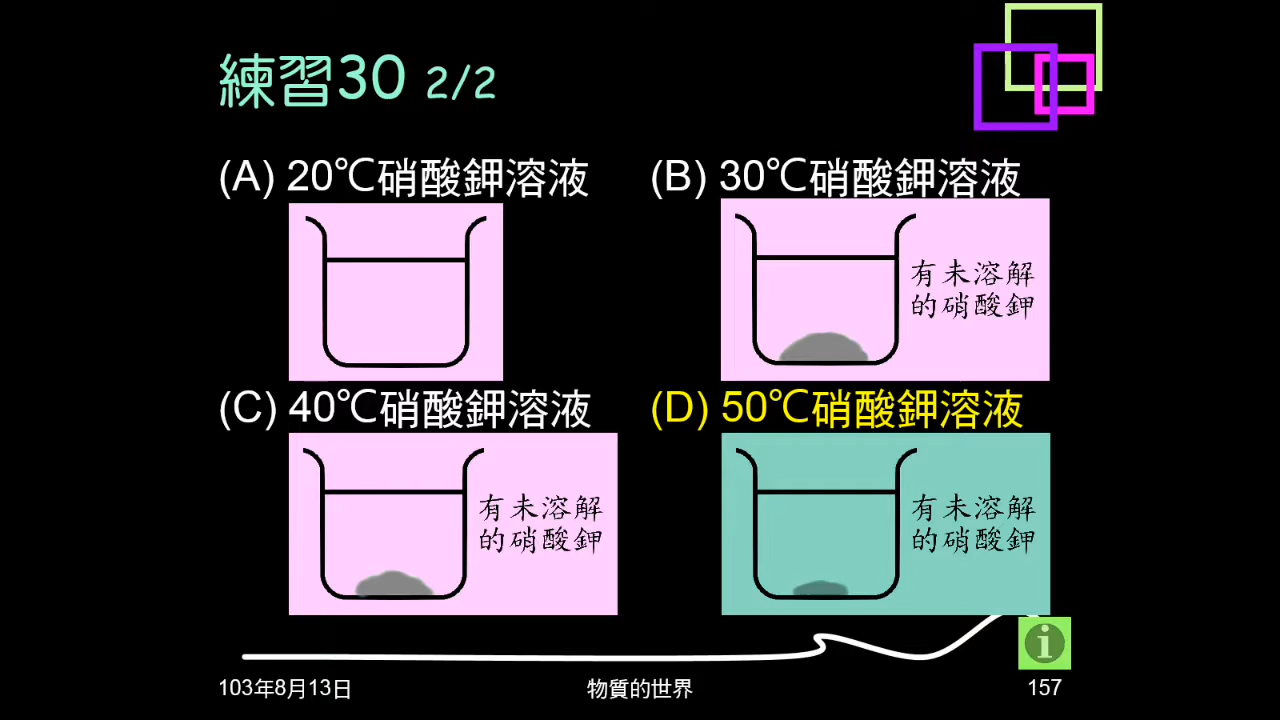 練習30 2/2
(A) 20℃硝酸鉀溶液
(B) 30℃硝酸鉀溶液
有未溶解
的硝酸鉀
(C) 40℃硝酸鉀溶液
有未溶解
的硝酸鉀
(D) 50℃硝酸鉀溶液
有未溶解
的硝酸鉀
i
103年8月13日
物質的世界
157